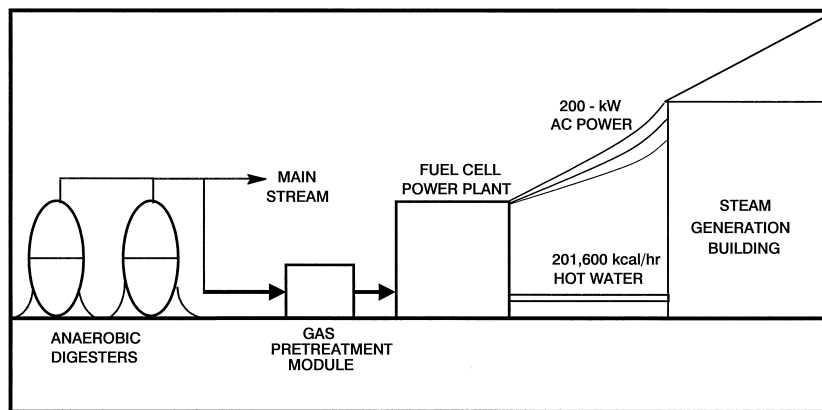 200 - kW
AC POWER
MAIN
STREAM
FUEL CELL
POWER PLANT
STEAM
GENERATION
BUILDING
201,600 kcal/hr
HOT WATER
ANAEROBIC
DIGESTERS
GAS
PRETREATMENT
MODULE